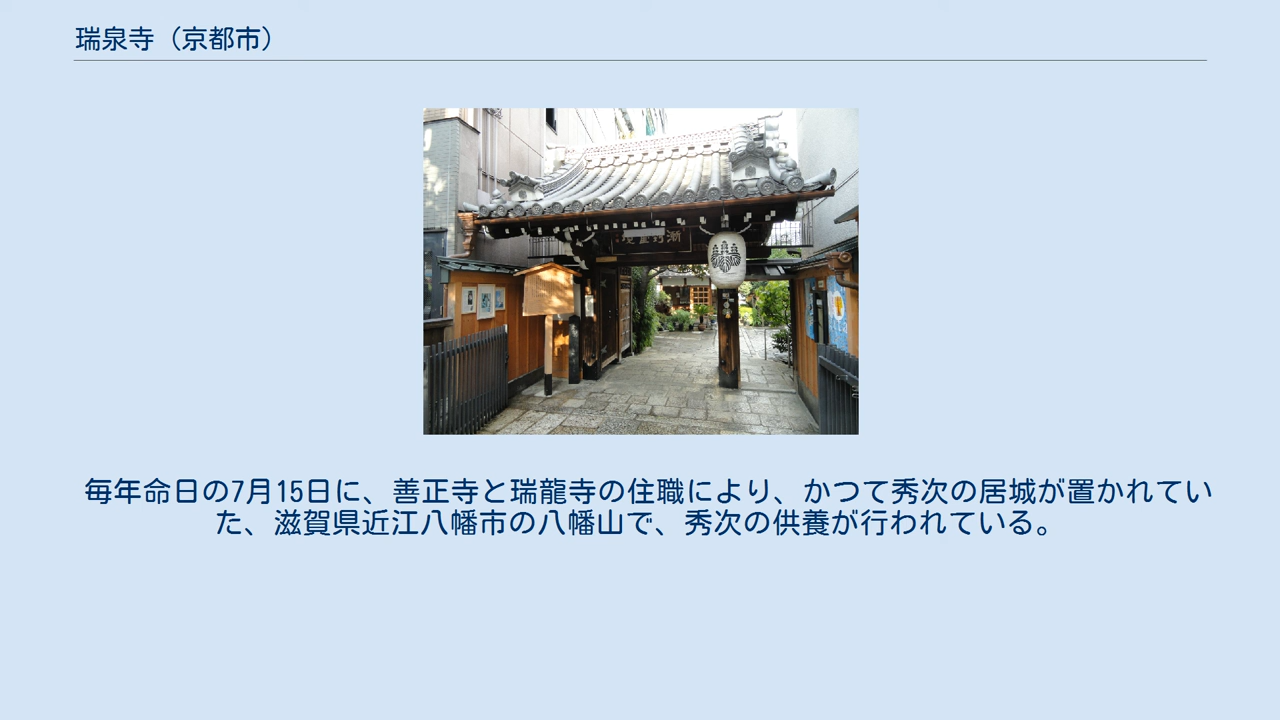 瑞泉寺（京都市）
毎年命日の7月15日に、善正寺と瑞龍寺の住職により、かつて秀次の居城が置かれてい
た、滋賀県近江八幡市の八幡山で、秀次の供養が行われている。